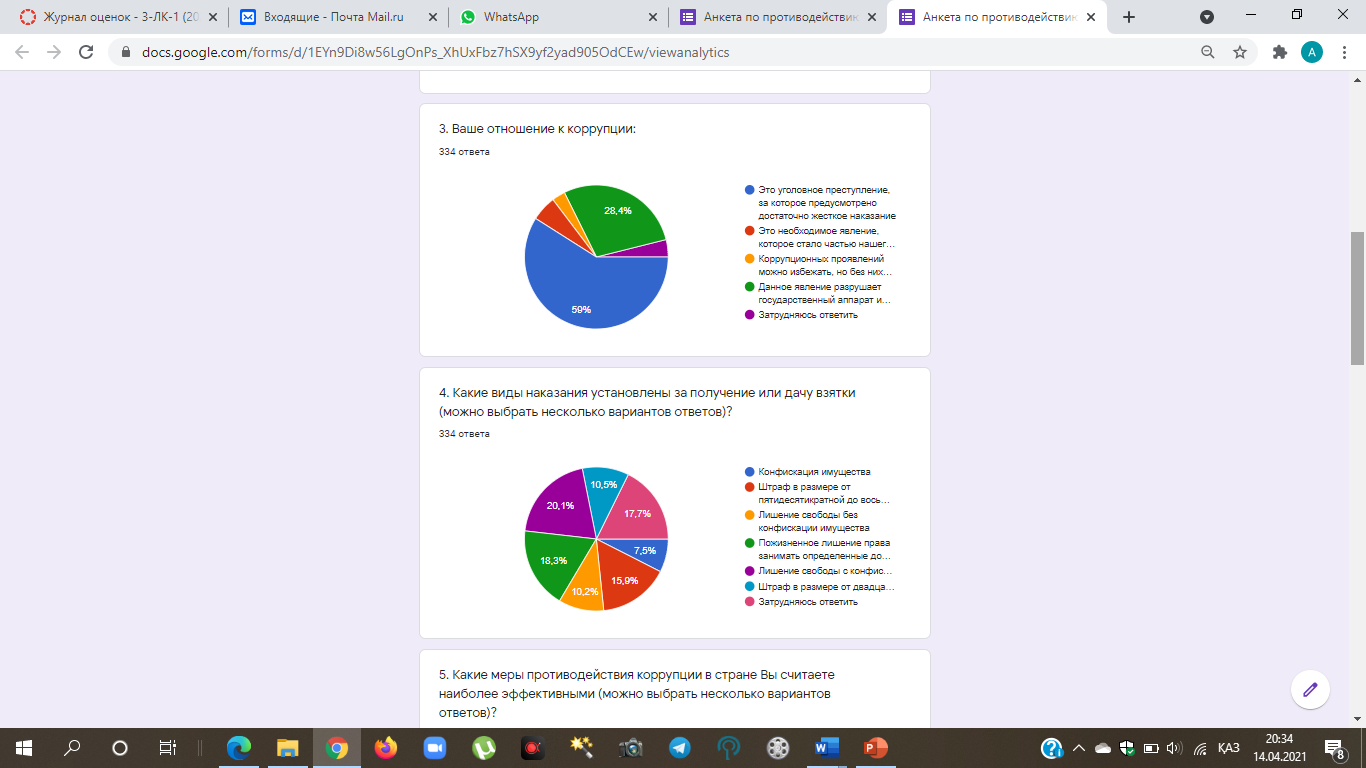 Журнал оценок - 3-ЛК-1 (20
Входящие - Почта Mail.ru
WhatsApp
Анкета по противодействию
Анкета по противодействию
docs.google.com/forms/d/1EYn9Di8w56LgOnPs_XhUxFbz7hSX9yf2yad905OdCEw/viewanalytics
A
3. Ваше отношение к коррупции:
334 ответа
28,4%
59%
Это уголовное преступление,
за которое предусмотрено
достаточно жесткое наказание
Это необходимое явление,
которое стало частью нашег...
Коррупционных проявлений
можно избежать, но без них...
Данное явление разрушает
государственный аппарат и...
Затрудняюсь ответить
4. Какие виды наказания установлены за получение или дачу взятки
(можно выбрать несколько вариантов ответов)?
334 ответа
10,5%
20,1%
17,7%
7,5%
18,3%
15,9%
10,2%
Конфискация имущества
Штраф в размере от
пятидесятикратной до вось...
Лишение свободы без
конфискации имущества
Пожизненное лишение права
занимать определенные до...
Лишение свободы с конфис...
Штраф в размере от двадца...
Затрудняюсь ответить
5. Какие меры противодействия коррупции в стране Вы считаете
наиболее эффективными (можно выбрать несколько вариантов
ответов)?
ҚАЗ
20:34
14.04.2021
8